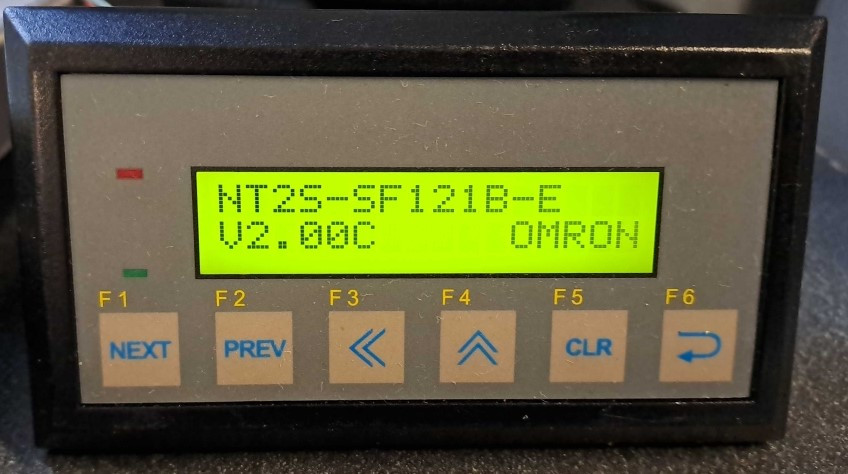 NT2S-SF121B-E
V2.00C OMRON
F1 F2 F3 F4 F5 F6
NEXT PREV CLR